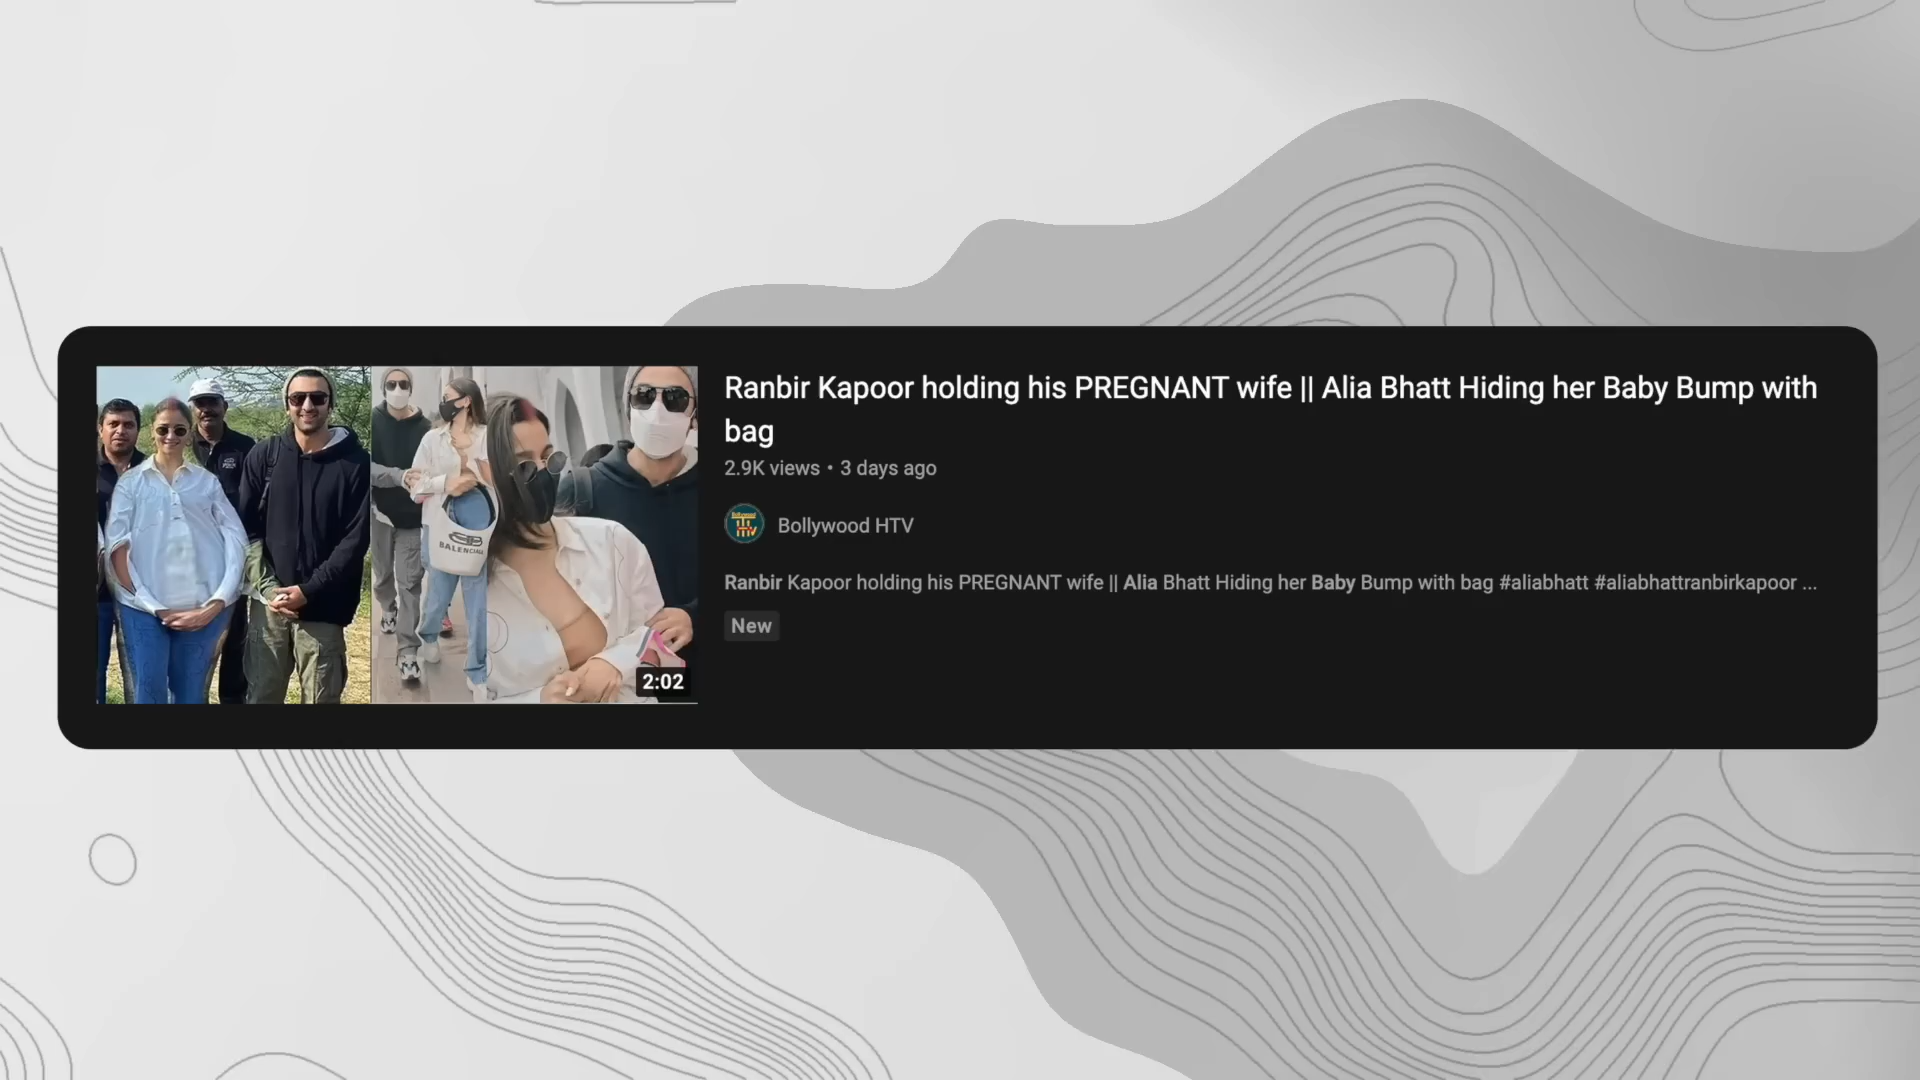 Ranbir Kapoor holding his PREGNANT wife || Alia Bhatt Hiding her Baby Bump with
bag
2.9K views • 3 days ago
Bollywood HTV
Ranbir Kapoor holding his PREGNANT wife || Alia Bhatt Hiding her Baby Bump with bag #aliabhatt #aliabhattranbirkapoor ...
New
BALENCIAGA
2:02